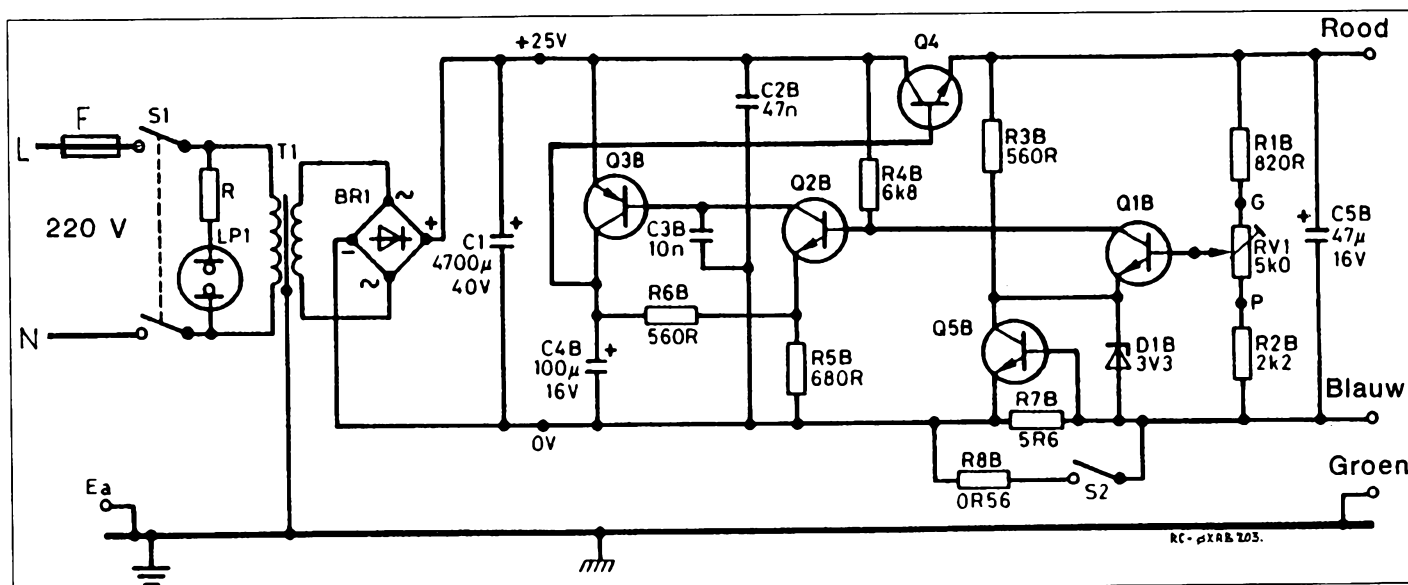 +25V
Q4
Rood
F
S1
L
T1
R
220 V
LP1
BR1
~
+
-
~
+
C1
4700µ
40V
Q3B
C2B
47n
C3B
10n
Q2B
R4B
6k8
R3B
560R
Q1B
R1B
820R
G
RV1
5k0
P
+
C5B
47µ
16V
N
R6B
560R
C4B
100µ
16V
+
R5B
680R
Q5B
D1B
3V3
R2B
2k2
R7B
5R6
Blauw
0V
R8B
0R56
S2
Groen
Ea
RC-øXAB203.